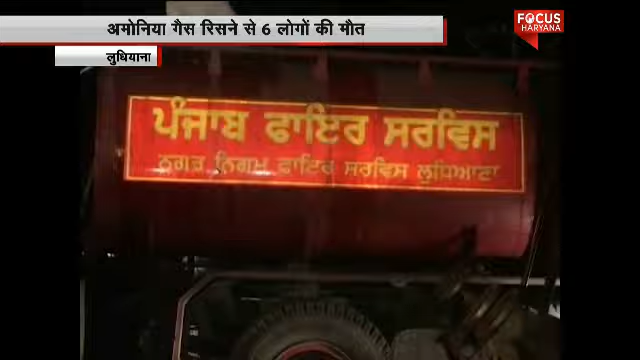 अमोनिया गैस रिसने से 6 लोगों की मौत
FOCUS
HARYANA
लुधियाना
ਪੰਜਾਬ ਫਾਇਰ ਸਰਵਿਸ
ਨਗਰ ਨਿਗਮ ਫਾਇਰ ਸਰਵਿਸ ਲੁਧਿਆਣਾ